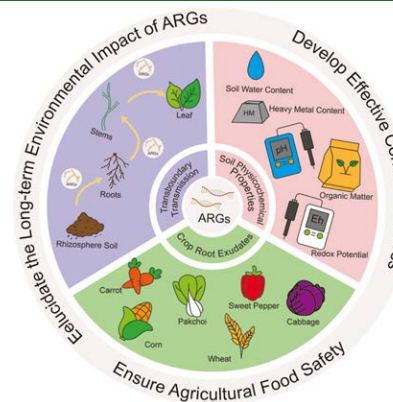 Eelucidate the Long-term Environmental Impact of ARGs
Develop Effective
Ensure Agricultural Food Safety
Stems
Leaf
Roots
Rhizosphere Soil
Soil Water Content
Heavy Metal Content
HM
pH
Organic Matter
Eh
Redox Potential
Transboundary
Transmission
Soil Physicochemical
Properties
ARGs
Crop Root Exudates
Carrot
Pakchoi
Sweet Pepper
Cabbage
Corn
Wheat